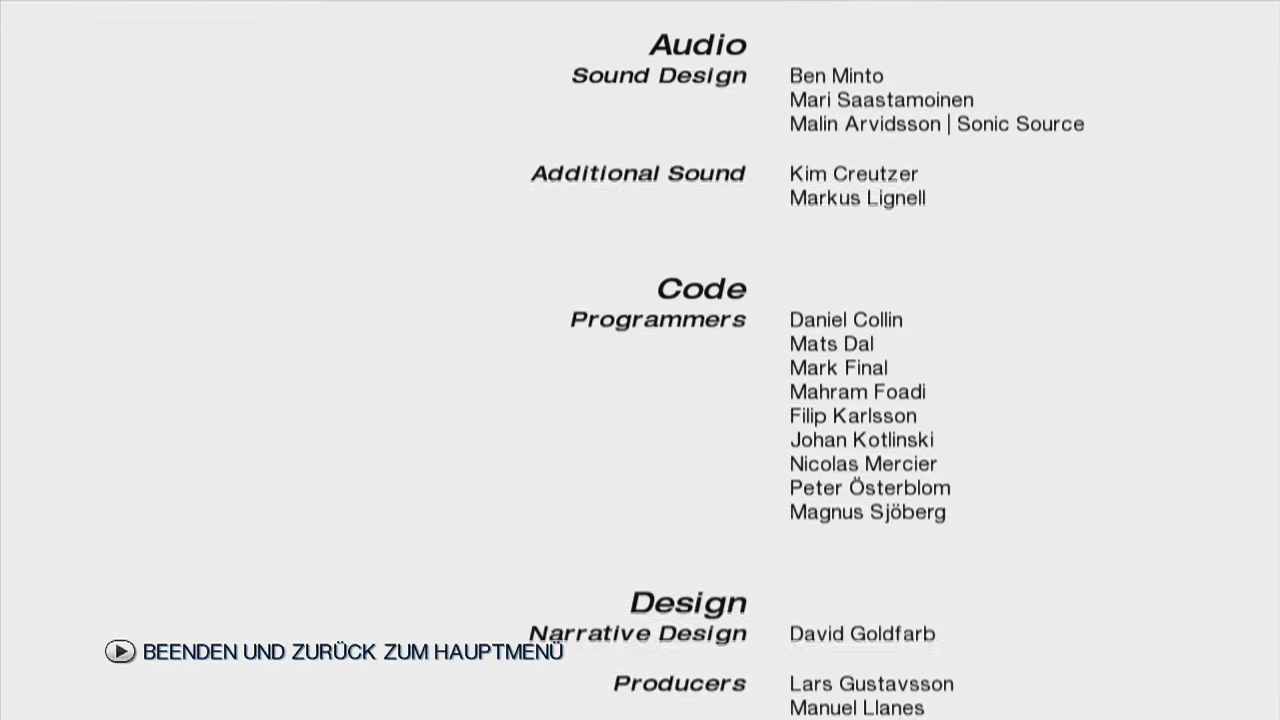 Audio
Sound Design Ben Minto
Mari Saastamoinen
Malin Arvidsson | Sonic Source
Additional Sound Kim Creutzer
Markus Lignell
Code
Programmers Daniel Collin
Mats Dal
Mark Final
Mahram Foadi
Filip Karlsson
Johan Kotlinski
Nicolas Mercier
Peter Österblom
Magnus Sjöberg
Design
Narrative Design David Goldfarb
BEENDEN UND ZURÜCK ZUM HAUPTMENÜ
Producers Lars Gustavsson
Manuel Llanes